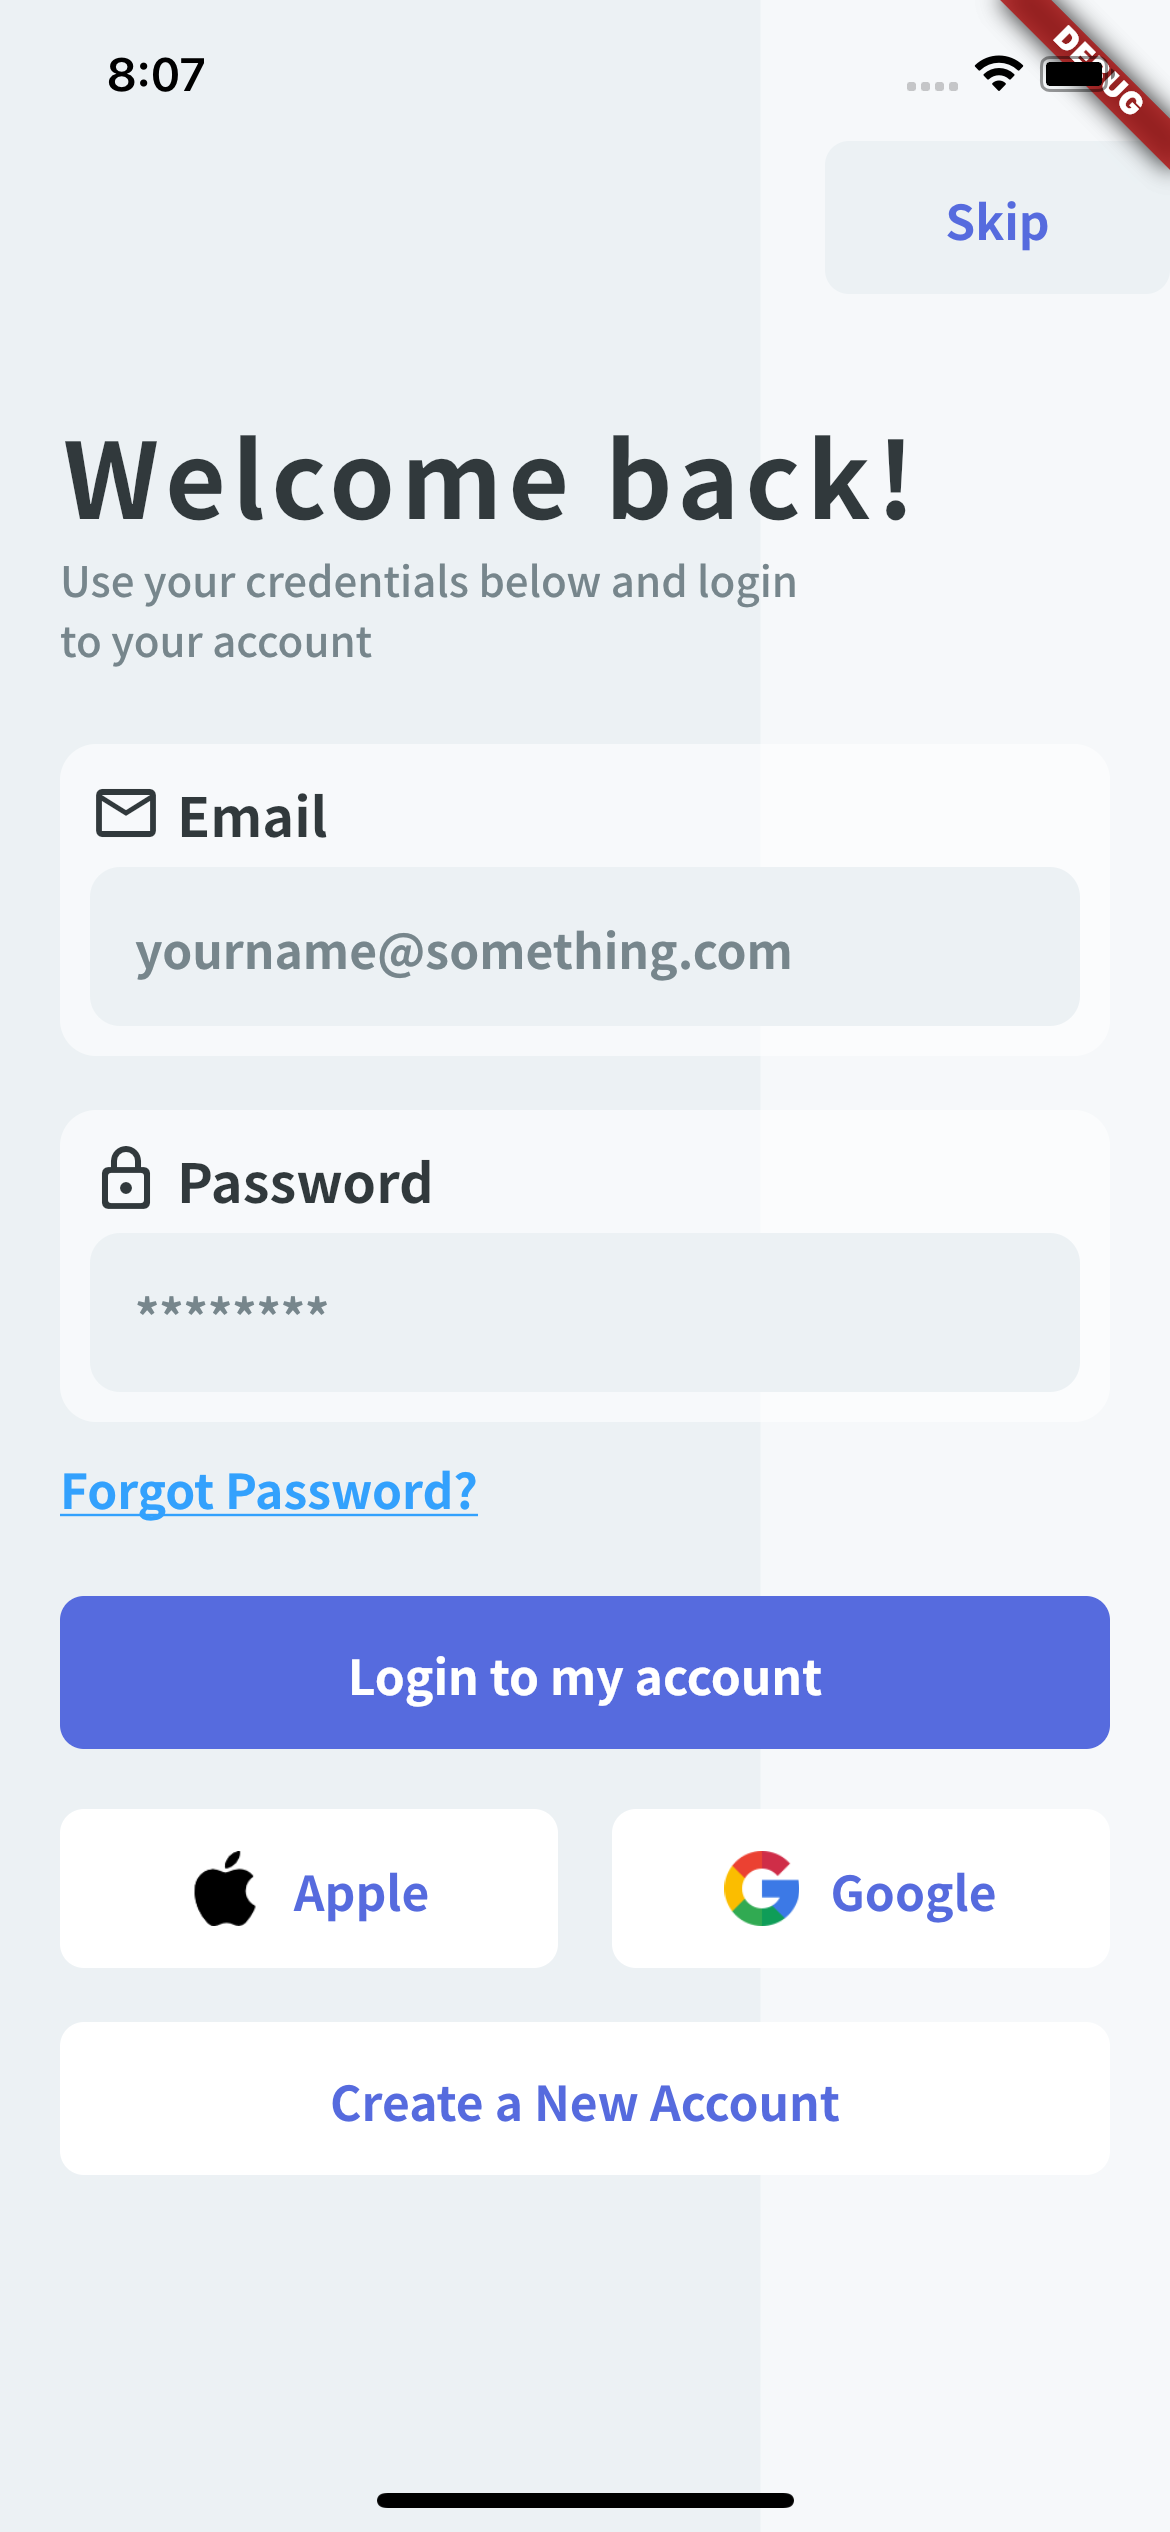 8:07
DEBUG
Skip
Welcome back!
Use your credentials below and login
to your account
Email
yourname@something.com
Password
********
Forgot Password?
Login to my account
Apple
Google
Create a New Account